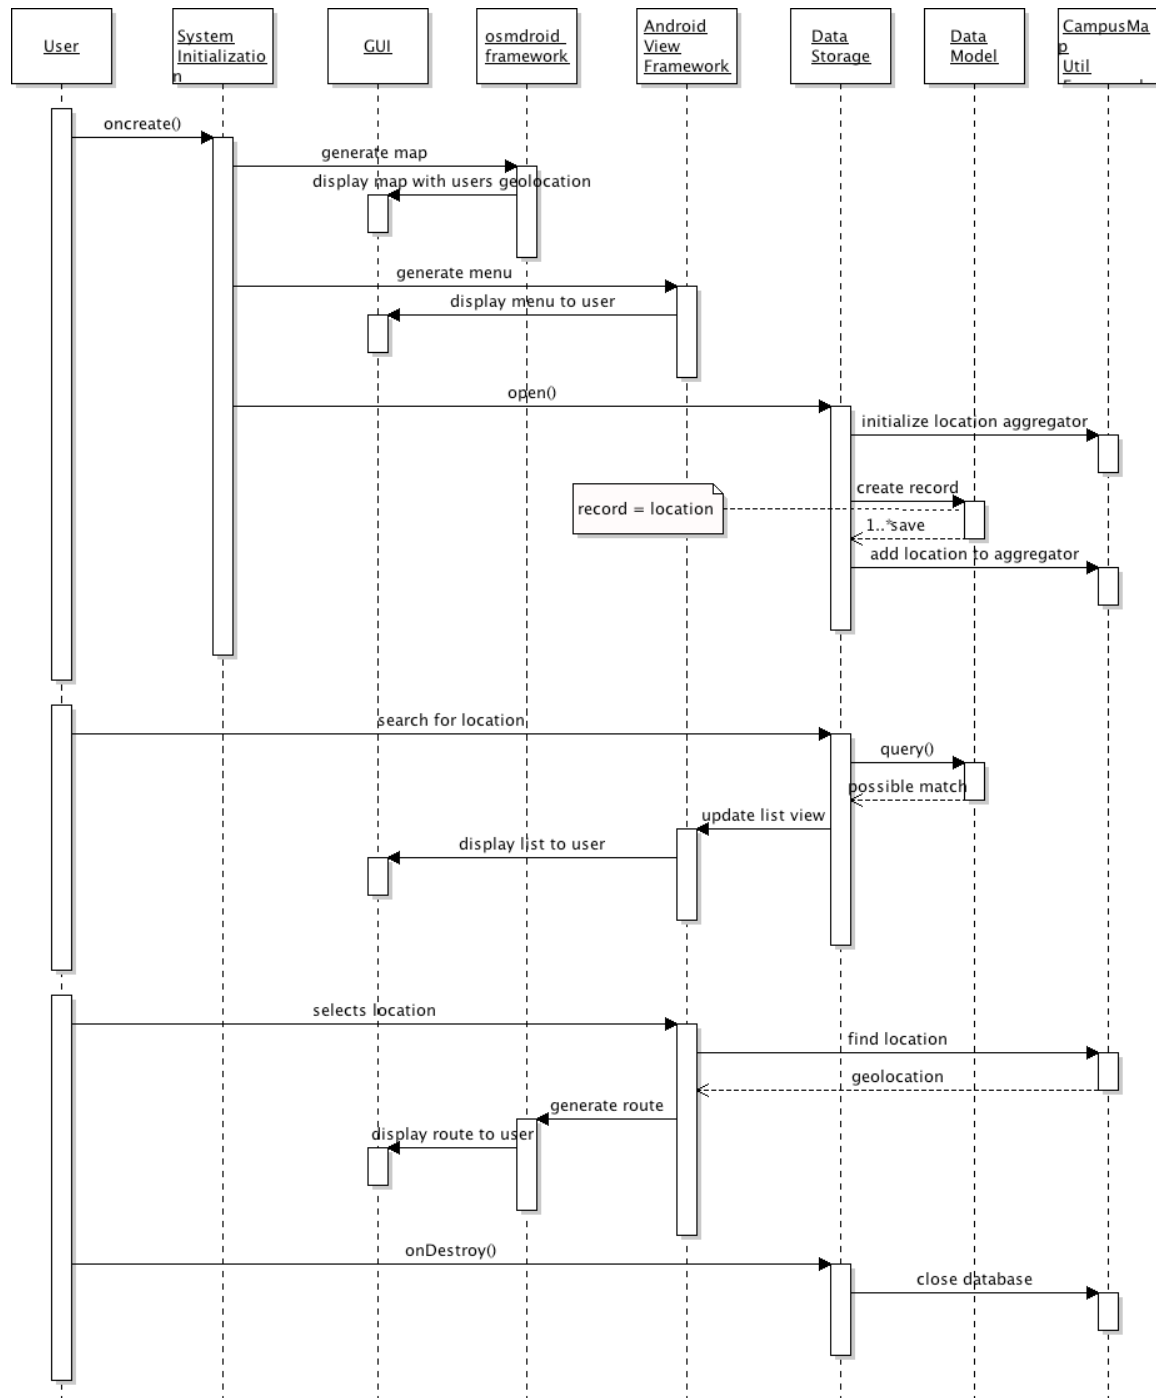 User
System
Initializatio
n
GUI
osmdroid
framework
Android
View
Framework
Data
Storage
Data
Model
CampusMa
p
Util
oncreate()
generate map
display map with users geolocation
generate menu
display menu to user
open()
initialize location aggregator
create record
record = location
1..*save
add location to aggregator
search for location
query()
possible match
update list view
display list to user
selects location
find location
geolocation
generate route
display route to user
onDestroy()
close database